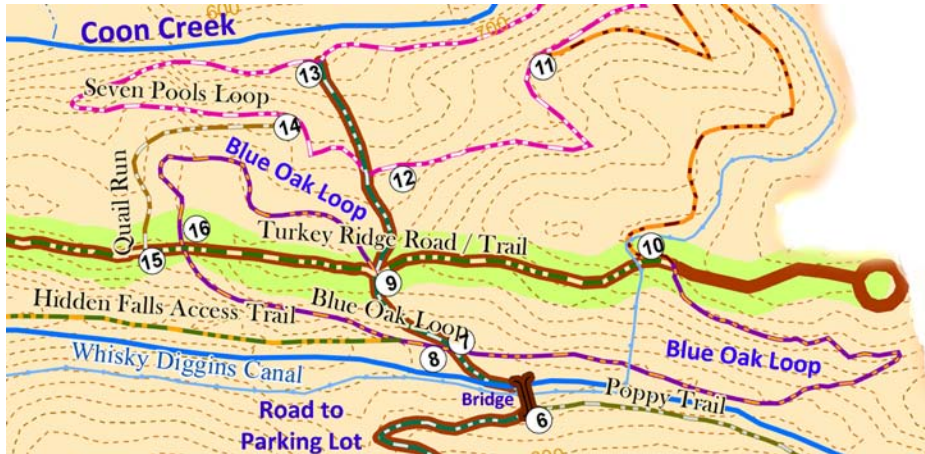 600
Coon Creek
700
13
11
Seven Pools Loop
14
Blue Oak Loop
12
Quail Run
16
Turkey Ridge Road / Trail
10
15
9
Hidden Falls Access Trail
Blue Oak Loop
7
8
Blue Oak Loop
Whisky Diggins Canal
Bridge
Poppy Trail
6
Road to
Parking Lot